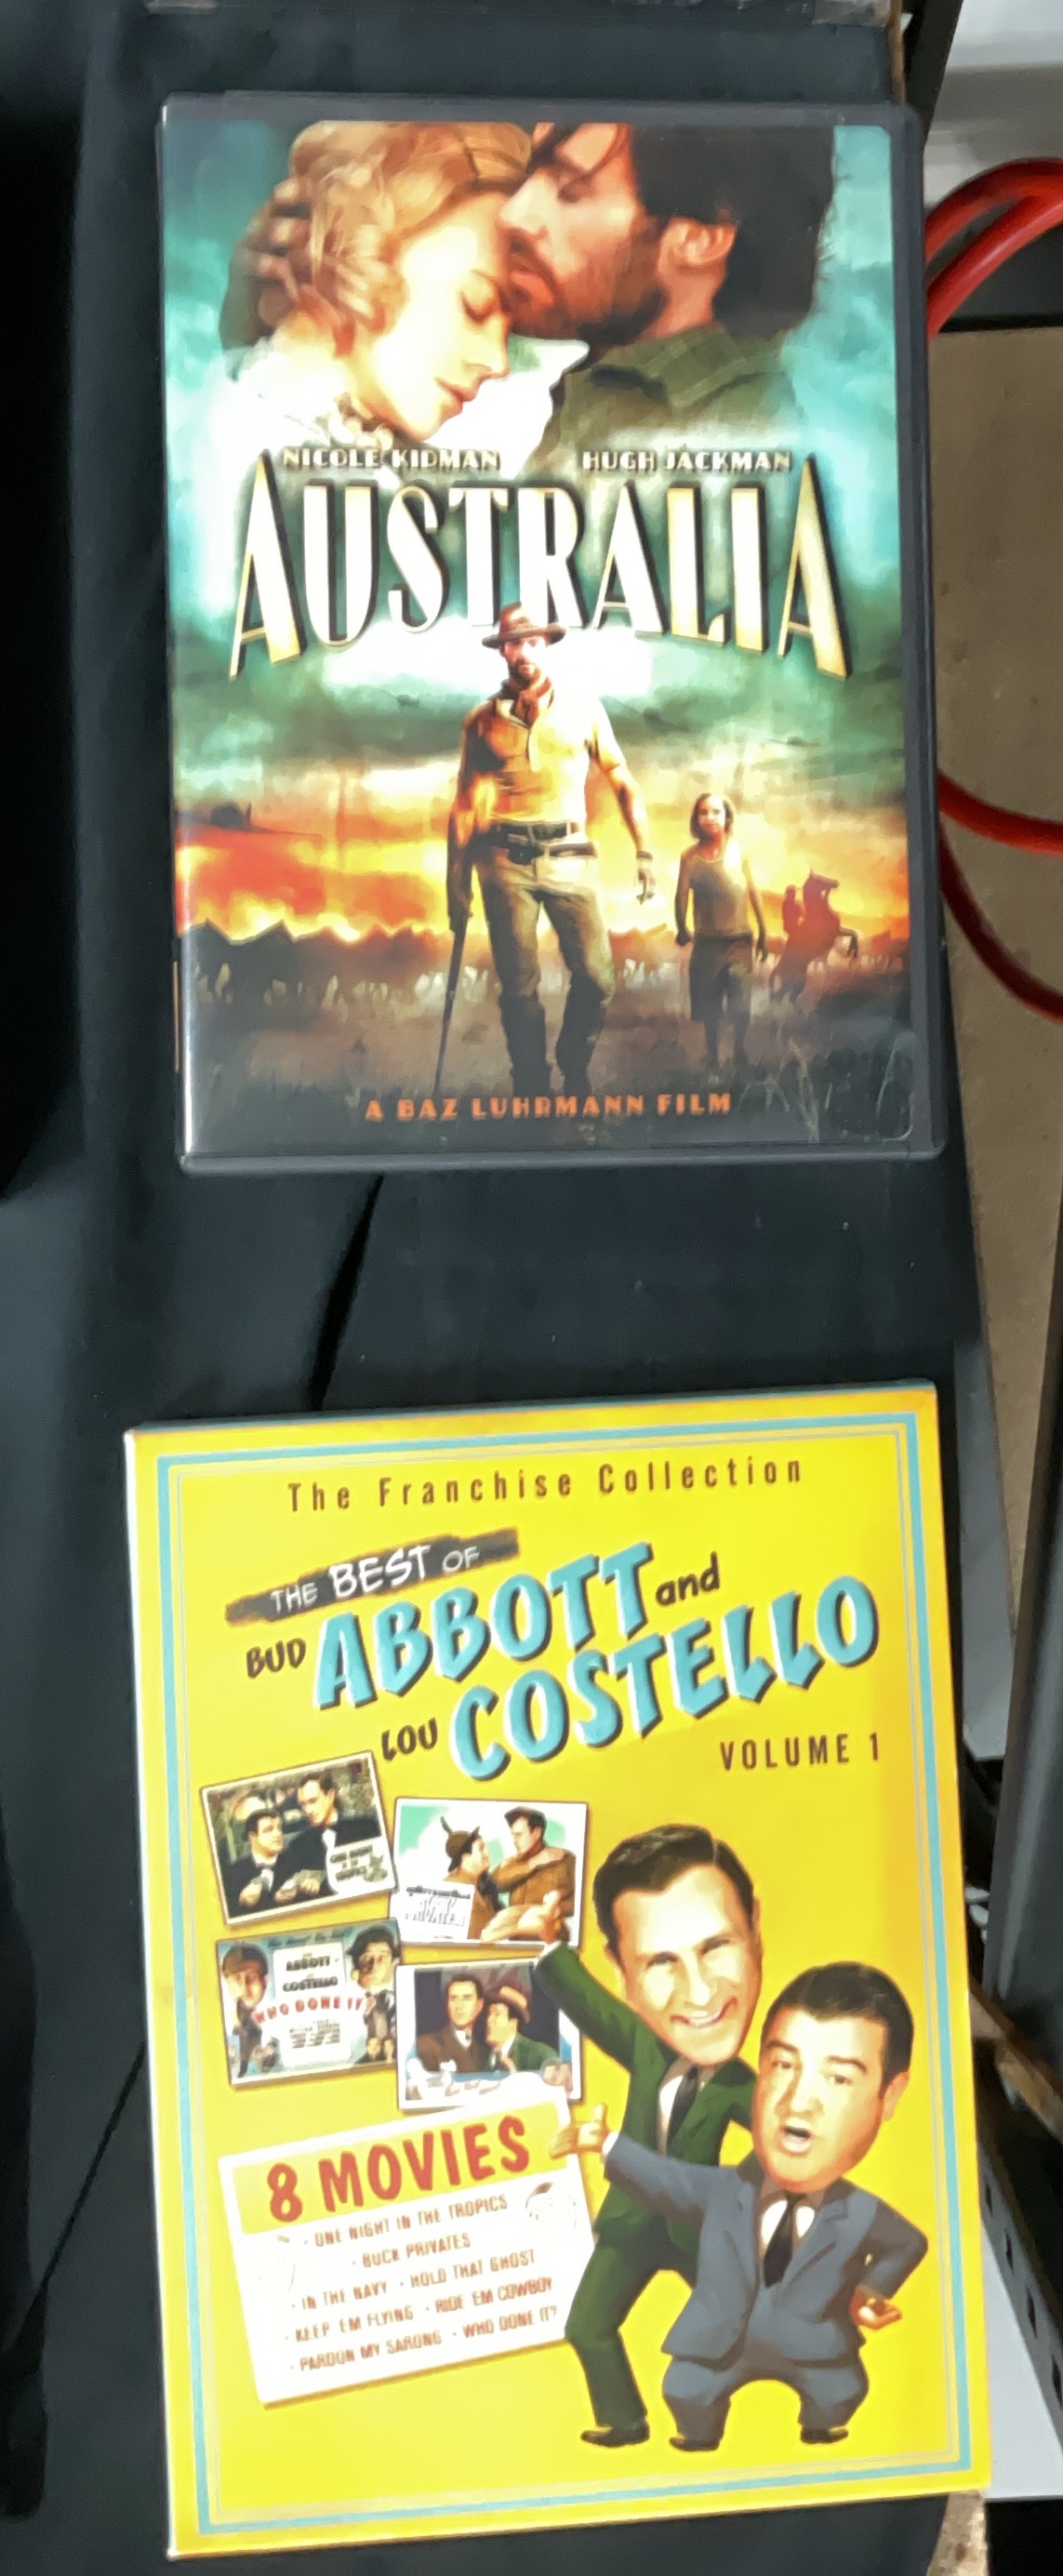 NICOLE KIDMAN HUGH JACKMAN
AUSTRALIA
A BAZ LUHRMANN FILM
The Franchise Collection
THE BEST OF
BUD ABBOTT and
LOU COSTELLO
VOLUME 1
ABBOTT
COSTELLO
WHO DONE IT?
8 MOVIES
· ONE NIGHT IN THE TROPICS
· BUCK PRIVATES
· IN THE NAVY · HOLD THAT GHOST
· KEEP 'EM FLYING · RIDE 'EM COWBOY
· PARDON MY SARONG · WHO DONE IT?